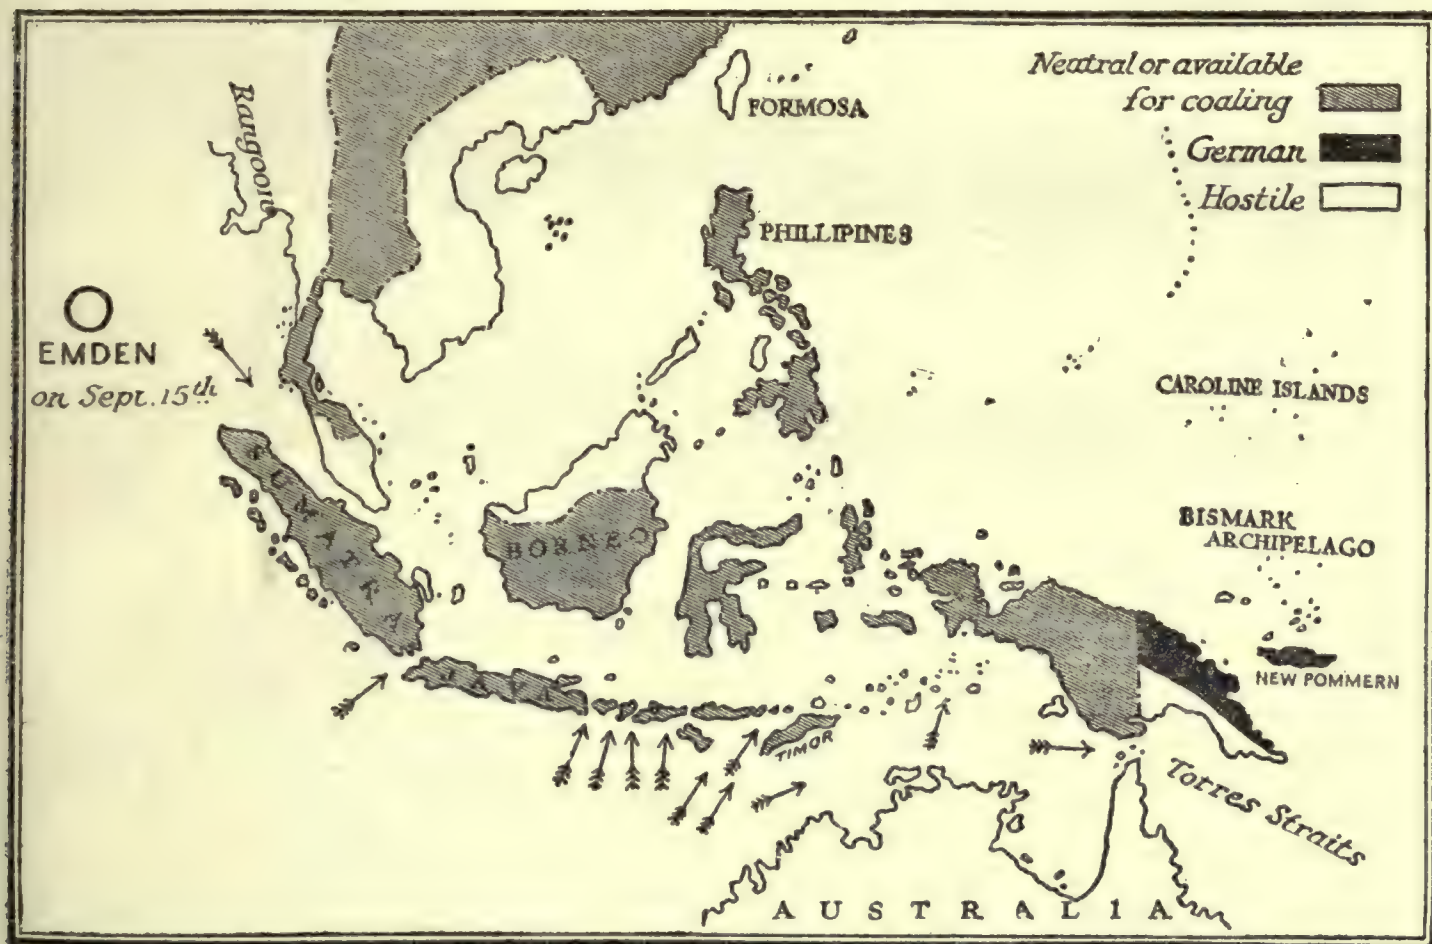 Neatral or available
for coaling
German
Hostile
FORMOSA
Rangoon
PHILLIPINES
EMDEN
on Sept. 15th
CAROLINE ISLANDS
SUMATRA
BORNEO
BISMARK
ARCHIPELAGO
JAVA
NEW POMMERN
TIMOR
Torres Straits
AUSTRALIA